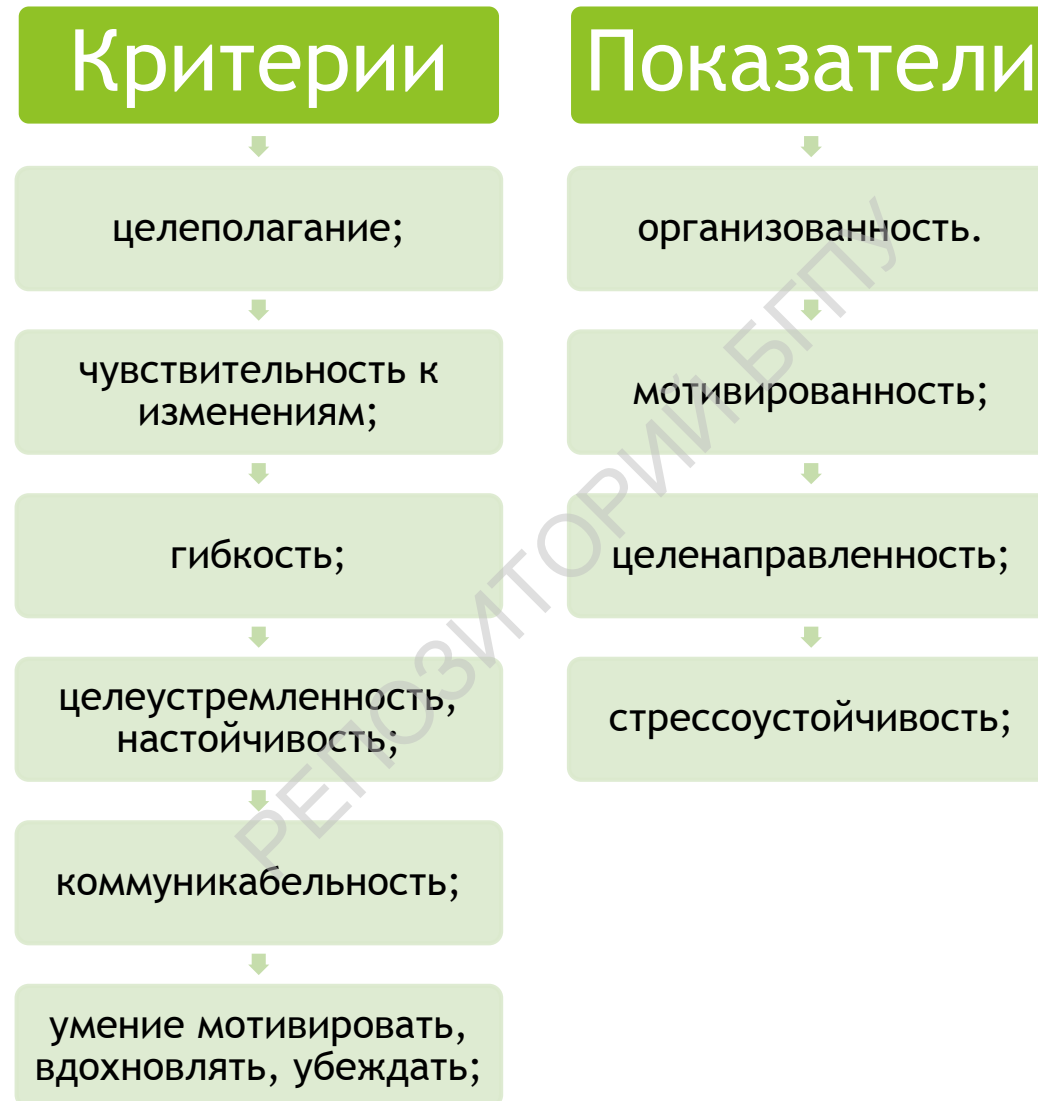 Критерии
целеполагание;
чувствительность к
изменениям;
гибкость;
целеустремленность,
настойчивость;
коммуникабельность;
умение мотивировать,
вдохновлять, убеждать;
Показатели
организованность.
мотивированность;
целенаправленность;
стрессоустойчивость;
РЕПОЗИТОРИЙ БГПУ